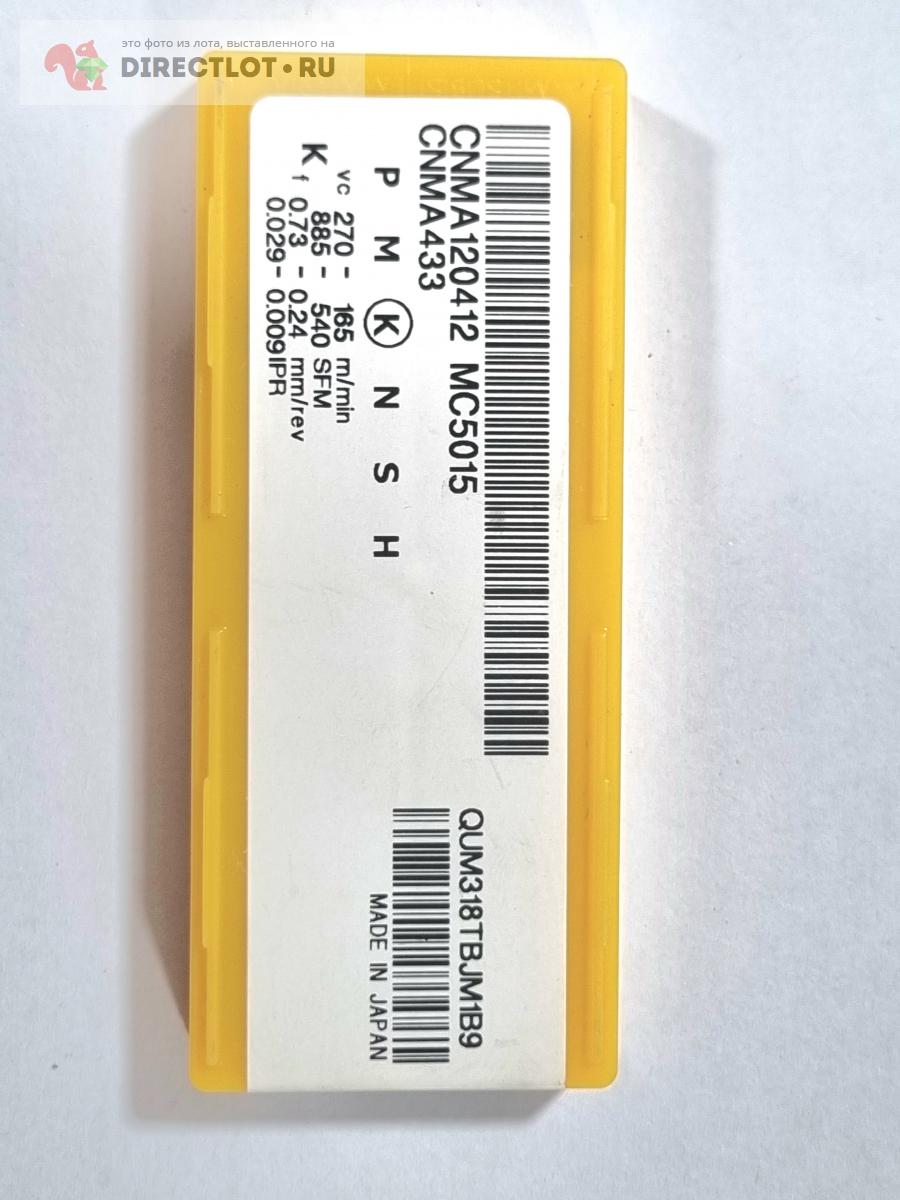 это фото из лота, выставленного на
DIRECTLOT•RU
CNMA120412 MC5015
CNMA433
P M K N S H
K vc 270 - 165 m/min
885 - 540 SFM
f 0.73 - 0.24 mm/rev
0.029 - 0.009IPR
QUM318TBJM1B9
MADE IN JAPAN